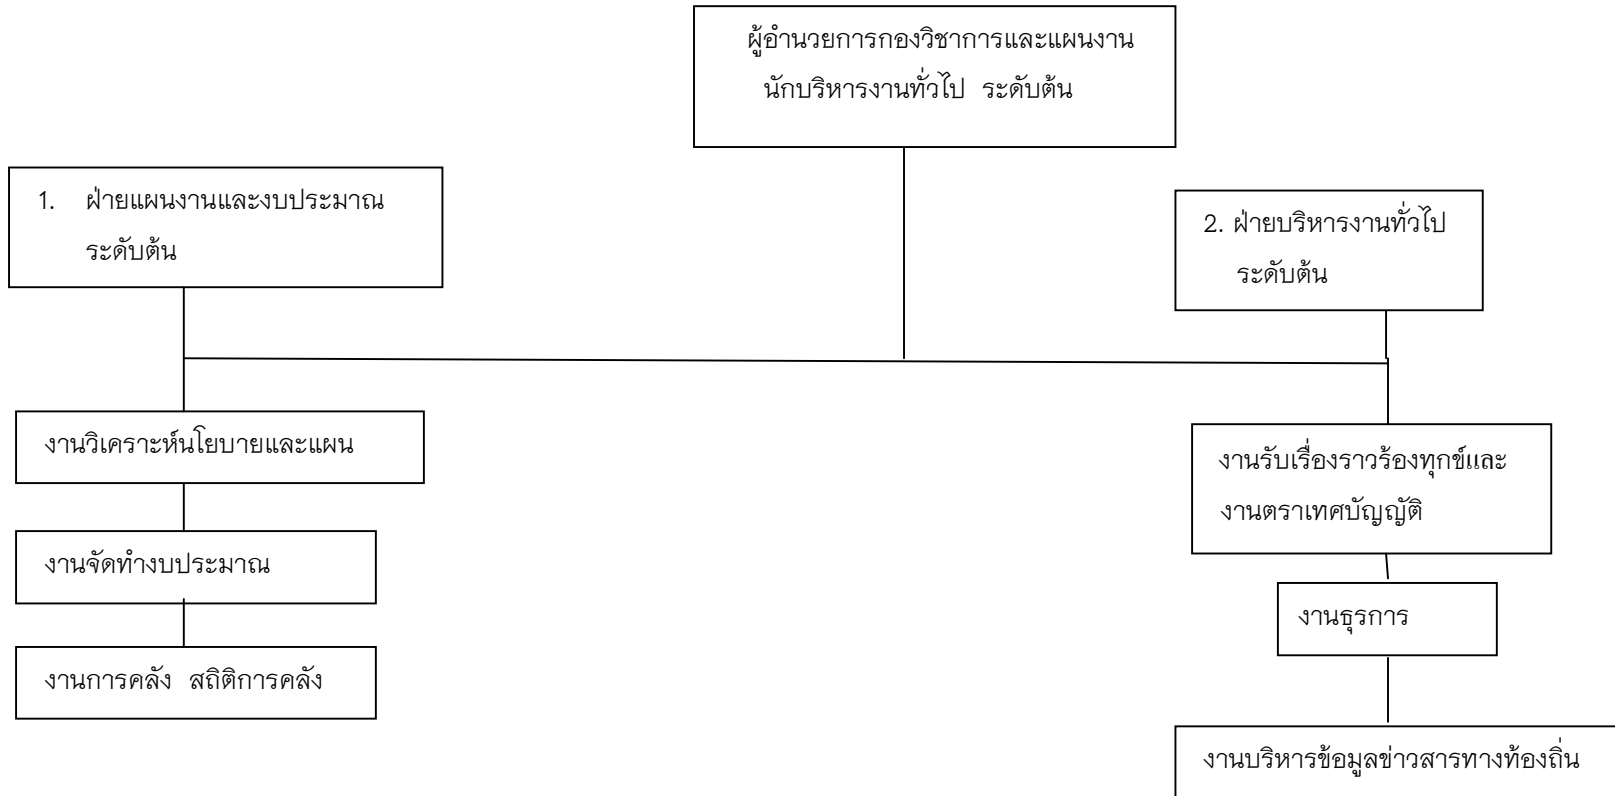 ผู้อำนวยการกองวิชาการและแผนงาน
นักบริหารงานทั่วไป ระดับต้น
1. ฝ่ายแผนงานและงบประมาณ
ระดับต้น
2. ฝ่ายบริหารงานทั่วไป
ระดับต้น
งานวิเคราะห์นโยบายและแผน
งานจัดทำงบประมาณ
งานการคลัง สถิติการคลัง
งานรับเรื่องราวร้องทุกข์และ
งานตราเทศบัญญัติ
งานธุรการ
งานบริหารข้อมูลข่าวสารทางท้องถิ่น